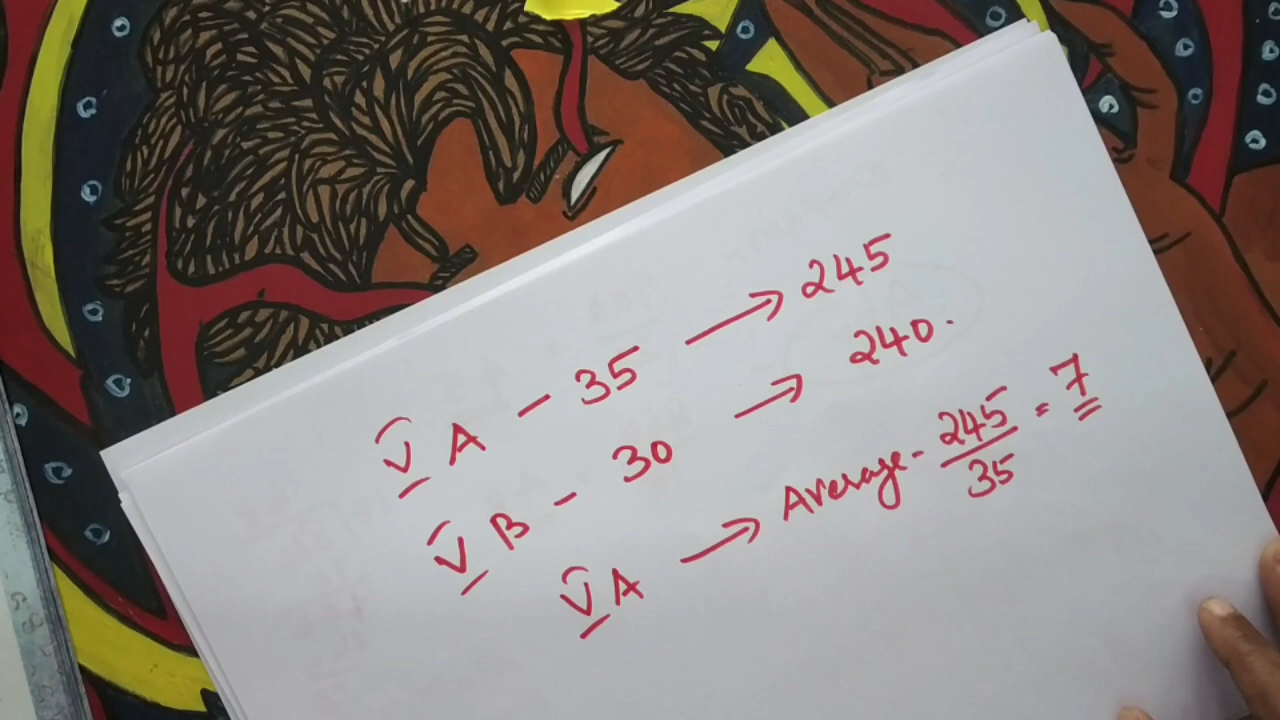 V A - 35 → 245
V B - 30 → 240.
V A → Average - 245/35 = 7